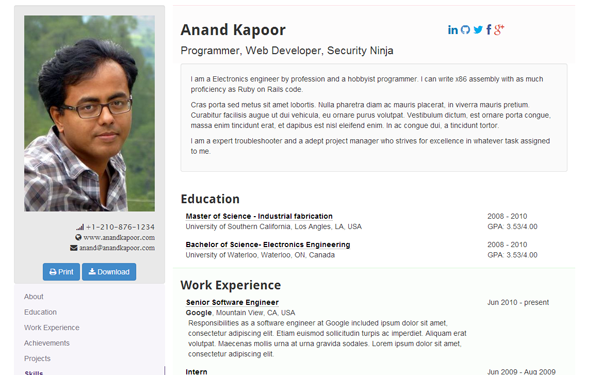 +1-210-876-1234
www.anandkapoor.com
anand@anandkapoor.com
Print
Download
About
Education
Work Experience
Achievements
Projects
Skills
Anand Kapoor
Programmer, Web Developer, Security Ninja
I am a Electronics engineer by profession and a hobbyist programmer. I can write x86 assembly with as much
proficiency as Ruby on Rails code.
Cras porta sed metus sit amet lobortis. Nulla pharetra diam ac mauris placerat, in viverra mauris pretium.
Curabitur facilisis augue ut dui vehicula, eu ornare purus volutpat. Vestibulum dictum, est ornare porta congue,
massa enim tincidunt erat, et dapibus est nisl eleifend enim. In ac congue dui, a tincidunt tortor.
I am a expert troubleshooter and a adept project manager who strives for excellence in whatever task assigned
to me.
Education
Master of Science - Industrial fabrication 2008 - 2010
University of Southern California, Los Angles, LA, USA GPA: 3.53/4.00
Bachelor of Science- Electronics Engineering 2008 - 2010
University of Waterloo, Waterloo, ON, Canada GPA: 3.53/4.00
Work Experience
Senior Software Engineer Jun 2010 - present
Google, Mountain View, CA, USA
Responsibilities as a software engineer at Google included ipsum dolor sit amet,
consectetur adipiscing elit. Etiam euismod sollicitudin turpis ac imperdiet. Aliquam erat
volutpat. Maecenas mollis urna at urna gravida sodales. Lorem ipsum dolor sit amet,
consectetur adipiscing elit.
Intern Jun 2009 - Aug 2009